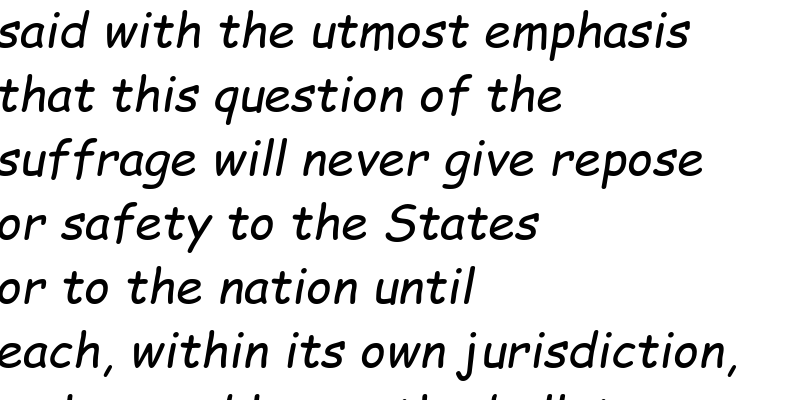 said with the utmost emphasis
that this question of the
suffrage will never give repose
or safety to the States
or to the nation until
each, within its own jurisdiction,